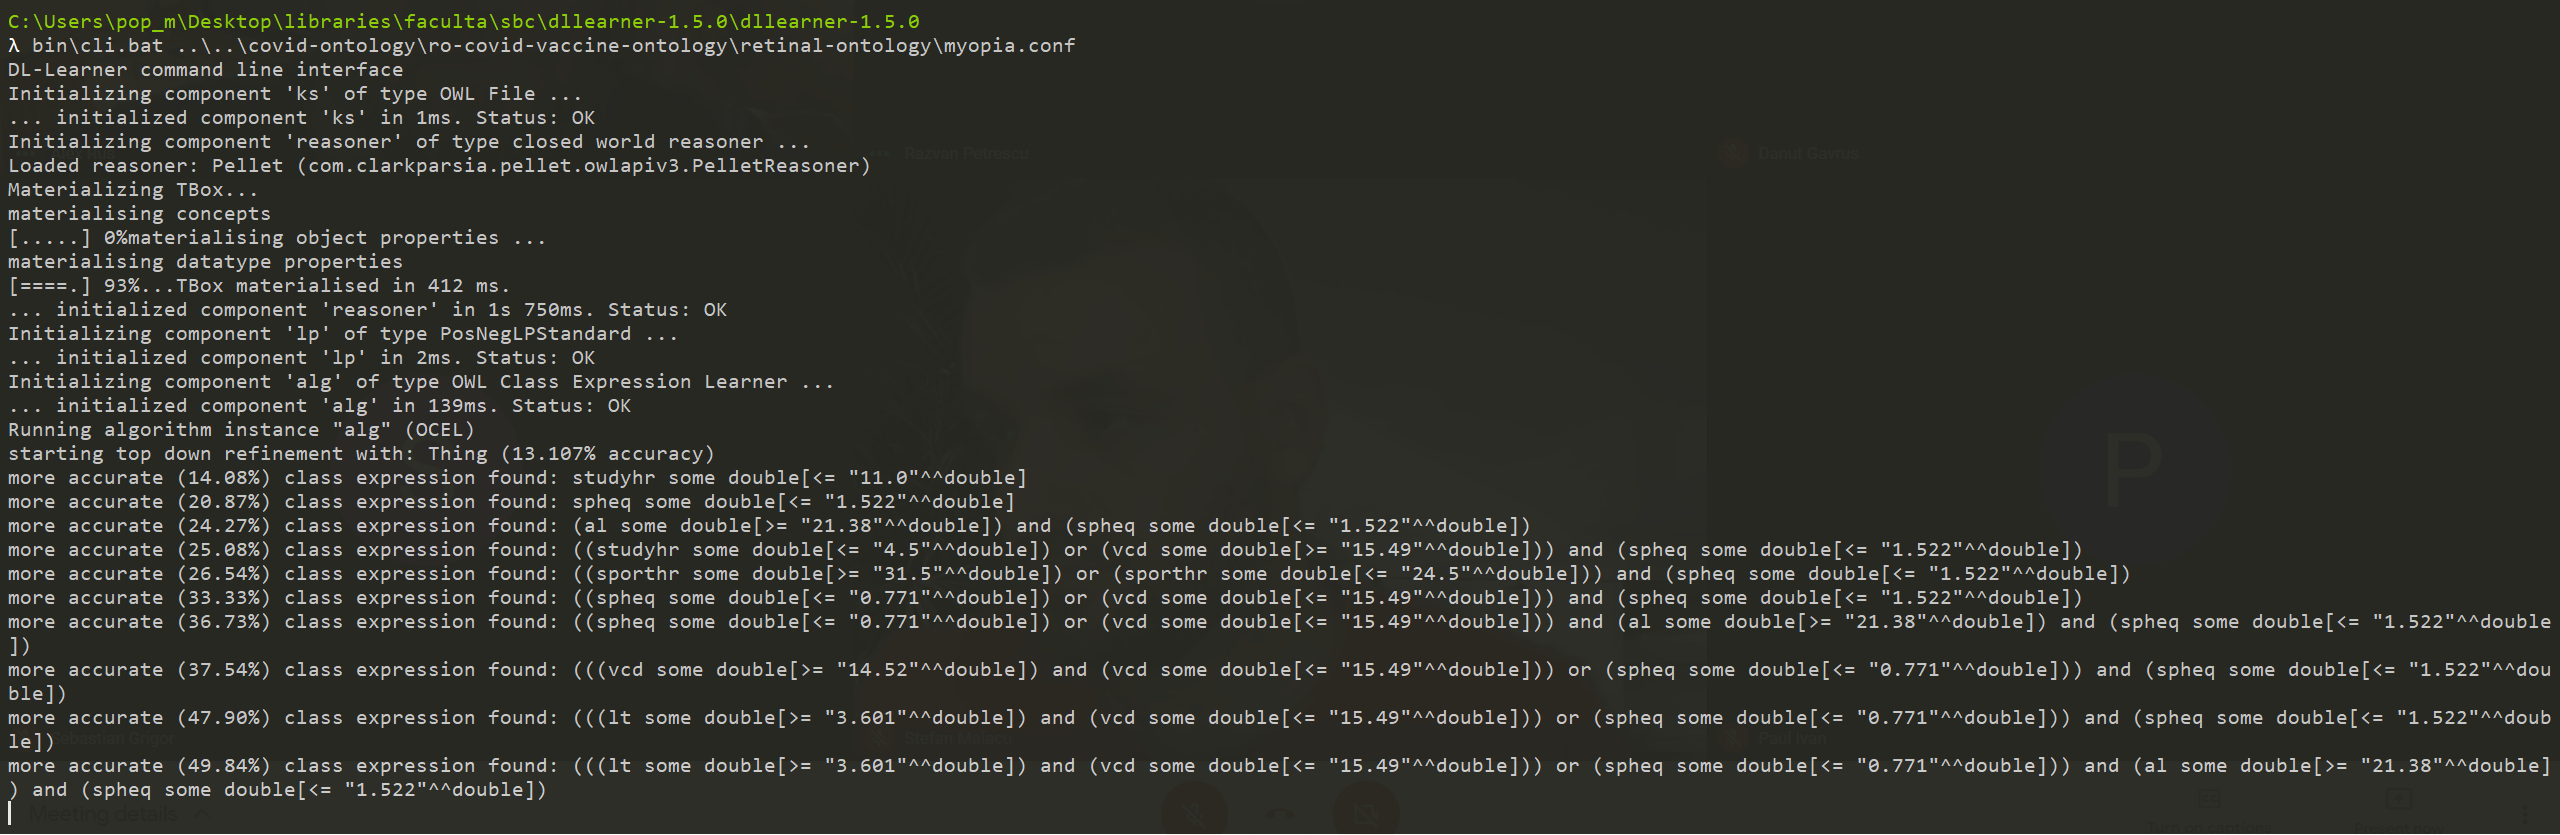 C:\Users\pop_m\Desktop\libraries\faculta\sbc\dllearner-1.5.0\dllearner-1.5.0
λ bin\cli.bat ..\..\covid-ontology\ro-covid-vaccine-ontology\retinal-ontology\myopia.conf
DL-Learner command line interface
Initializing component 'ks' of type OWL File ...
... initialized component 'ks' in 1ms. Status: OK
Initializing component 'reasoner' of type closed world reasoner ...
Razvan Petrescu
Danut Gavrus
Loaded reasoner: Pellet (com.clarkparsia.pellet.owlapiv3.PelletReasoner)
Materializing TBox...
materialising concepts
[.....] 0%materialising object properties ...
materialising datatype properties
[====.] 93%...TBox materialised in 412 ms.
... initialized component 'reasoner' in 1s 750ms. Status: OK
Initializing component 'lp' of type PosNegLPStandard ...
... initialized component 'lp' in 2ms. Status: OK
Initializing component 'alg' of type OWL Class Expression Learner ...
... initialized component 'alg' in 139ms. Status: OK
Running algorithm instance "alg" (OCEL)
starting top down refinement with: Thing (13.107% accuracy)
P
more accurate (14.08%) class expression found: studyhr some double[<= "11.0"^^double]
more accurate (20.87%) class expression found: spheq some double[<= "1.522"^^double]
more accurate (24.27%) class expression found: (al some double[>= "21.38"^^double]) and (spheq some double[<= "1.522"^^double])
more accurate (25.08%) class expression found: ((studyhr some double[<= "4.5"^^double]) or (vcd some double[>= "15.49"^^double])) and (spheq some double[<= "1.522"^^double])
more accurate (26.54%) class expression found: ((sporthr some double[>= "31.5"^^double]) or (sporthr some double[<= "24.5"^^double])) and (spheq some double[<= "1.522"^^double])
more accurate (33.33%) class expression found: ((spheq some double[<= "0.771"^^double]) or (vcd some double[<= "15.49"^^double])) and (spheq some double[<= "1.522"^^double])
more accurate (36.73%) class expression found: ((spheq some double[<= "0.771"^^double]) or (vcd some double[<= "15.49"^^double])) and (al some double[>= "21.38"^^double]) and (spheq some double[<= "1.522"^^double
])
more accurate (37.54%) class expression found: (((vcd some double[>= "14.52"^^double]) and (vcd some double[<= "15.49"^^double])) or (spheq some double[<= "0.771"^^double])) and (spheq some double[<= "1.522"^^dou
ble])
more accurate (47.90%) class expression found: (((lt some double[>= "3.601"^^double]) and (vcd some double[<= "15.49"^^double])) or (spheq some double[<= "0.771"^^double])) and (spheq some double[<= "1.522"^^doub
le])
Sebastian Grigor
Stefan Malacu
Paul Ivan
more accurate (49.84%) class expression found: (((lt some double[>= "3.601"^^double]) and (vcd some double[<= "15.49"^^double])) or (spheq some double[<= "0.771"^^double])) and (al some double[>= "21.38"^^double]
) and (spheq some double[<= "1.522"^^double])
Meeting details
Turn on captions